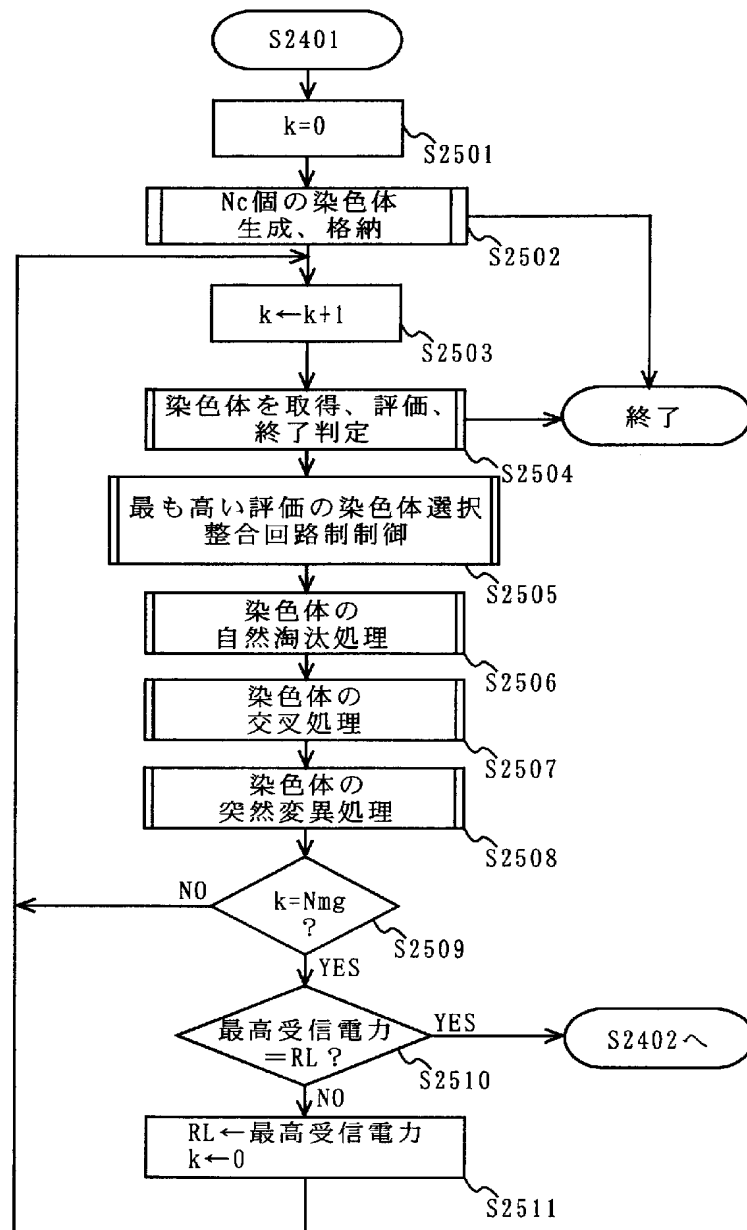 S2401
k=0
S2501
Nc個の染色体
生成、格納
S2502
k←k+1
S2503
染色体を取得、評価、
終了判定
S2504
終了
最も高い評価の染色体選択
整合回路制制御
S2505
染色体の
自然淘汰処理
S2506
染色体の
交叉処理
S2507
染色体の
突然変異処理
S2508
NO
k=Nmg
?
S2509
YES
最高受信電力
=RL?
S2510
YES
S2402へ
NO
RL←最高受信電力
k←0
S2511